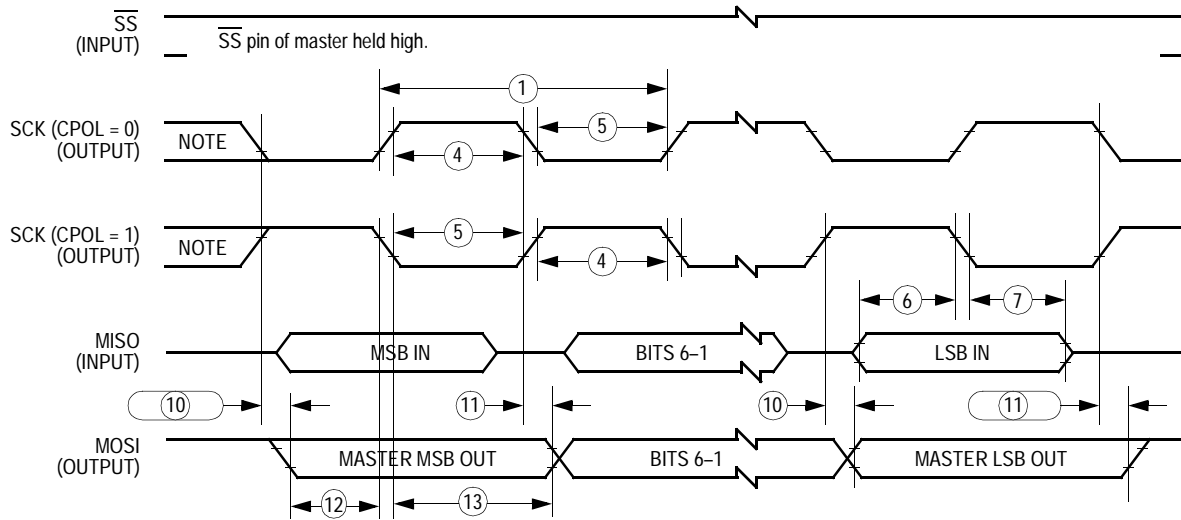 SS
(INPUT)
SS pin of master held high.
1
SCK (CPOL = 0)
(OUTPUT)
NOTE
4
5
SCK (CPOL = 1)
(OUTPUT)
NOTE
5
4
6
7
MISO
(INPUT)
MSB IN
BITS 6–1
LSB IN
10
11
10
11
MOSI
(OUTPUT)
MASTER MSB OUT
BITS 6–1
MASTER LSB OUT
12
13